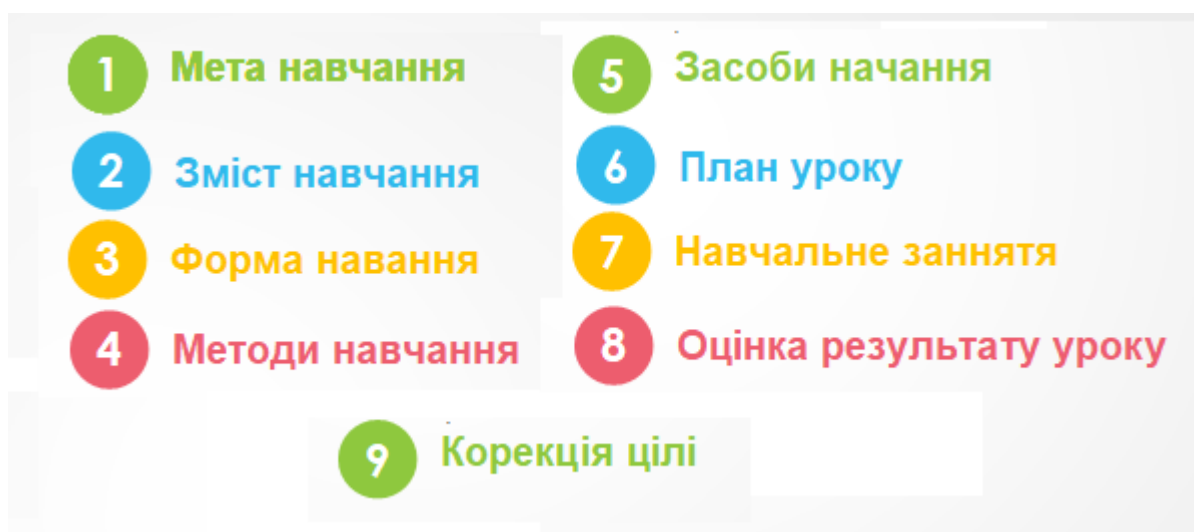 1 Мета навчання
2 Зміст навчання
3 Форма навання
4 Методи навчання
5 Засоби начання
6 План уроку
7 Навчальне заннятя
8 Оцінка результату уроку
9 Корекція цілі